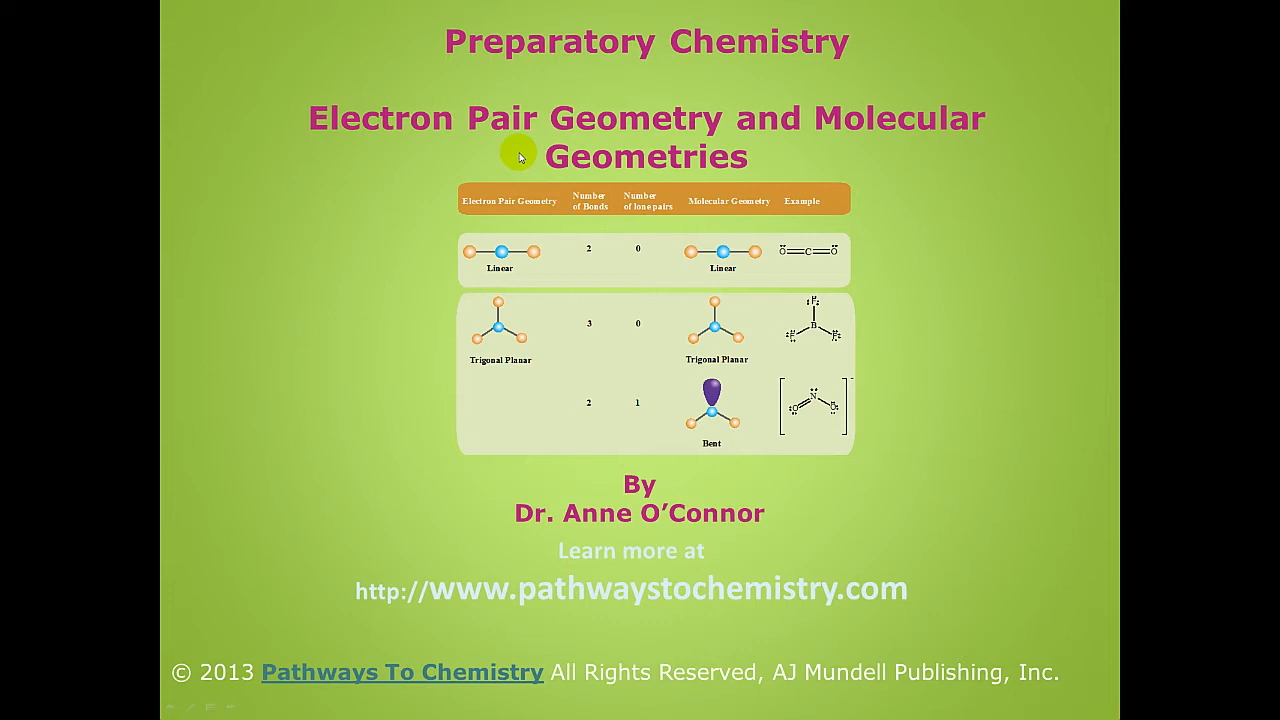 Preparatory Chemistry
Electron Pair Geometry and Molecular
Geometries
Electron Pair Geometry Number of Bonds Number of lone pairs Molecular Geometry Example
2 0 O C O
Linear Linear
3 0 F B F F
Trigonal Planar Trigonal Planar
2 1 O N O -
Bent
By
Dr. Anne O’Connor
Learn more at
http://www.pathwaystochemistry.com
© 2013 Pathways To Chemistry All Rights Reserved, AJ Mundell Publishing, Inc.